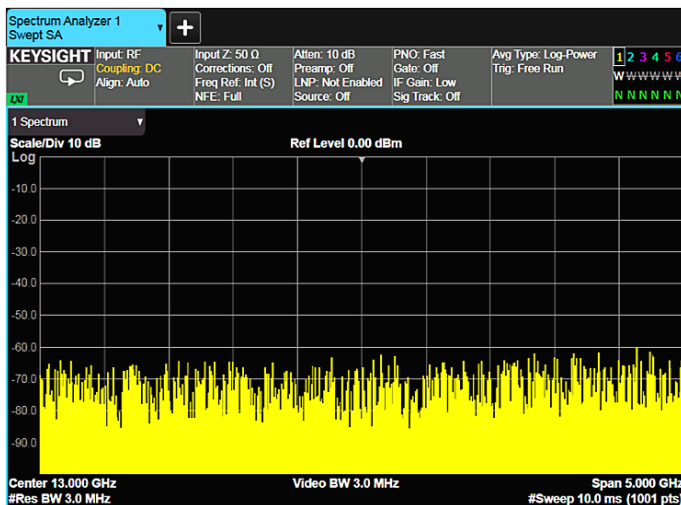 Spectrum Analyzer 1
Swept SA
KEYSIGHT Input: RF Input Z: 50 Ω Atten: 10 dB PNO: Fast Avg Type: Log-Power 1 2 3 4 5 6
Coupling: DC Corrections: Off Preamp: Off Gate: Off Trig: Free Run
Align: Auto Freq Ref: Int (S) LNP: Not Enabled IF Gain: Low W W W W W W
LXI NFE: Full Source: Off Sig Track: Off N N N N N N
1 Spectrum
Scale/Div 10 dB Ref Level 0.00 dBm
Log
-10.0
-20.0
-30.0
-40.0
-50.0
-60.0
-70.0
-80.0
-90.0
Center 13.000 GHz Video BW 3.0 MHz Span 5.000 GHz
#Res BW 3.0 MHz #Sweep 10.0 ms (1001 pts)